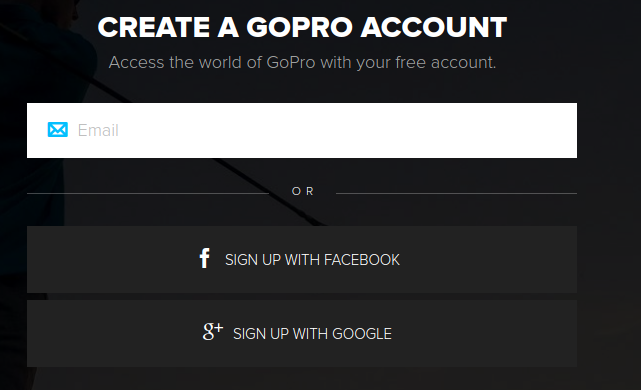 CREATE A GOPRO ACCOUNT
Access the world of GoPro with your free account.
Email
OR
f SIGN UP WITH FACEBOOK
g+ SIGN UP WITH GOOGLE